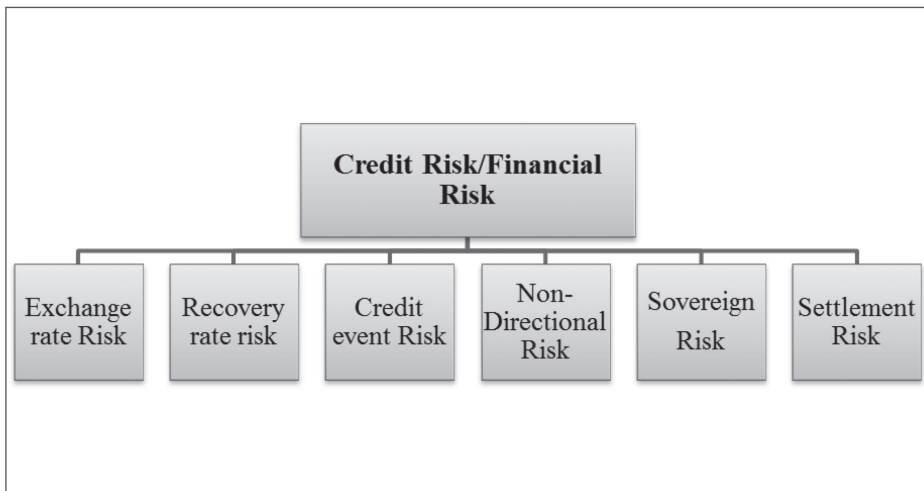 Credit Risk/Financial
Risk
Exchange
rate Risk
Recovery
rate risk
Credit
event Risk
Non-
Directional
Risk
Sovereign
Risk
Settlement
Risk